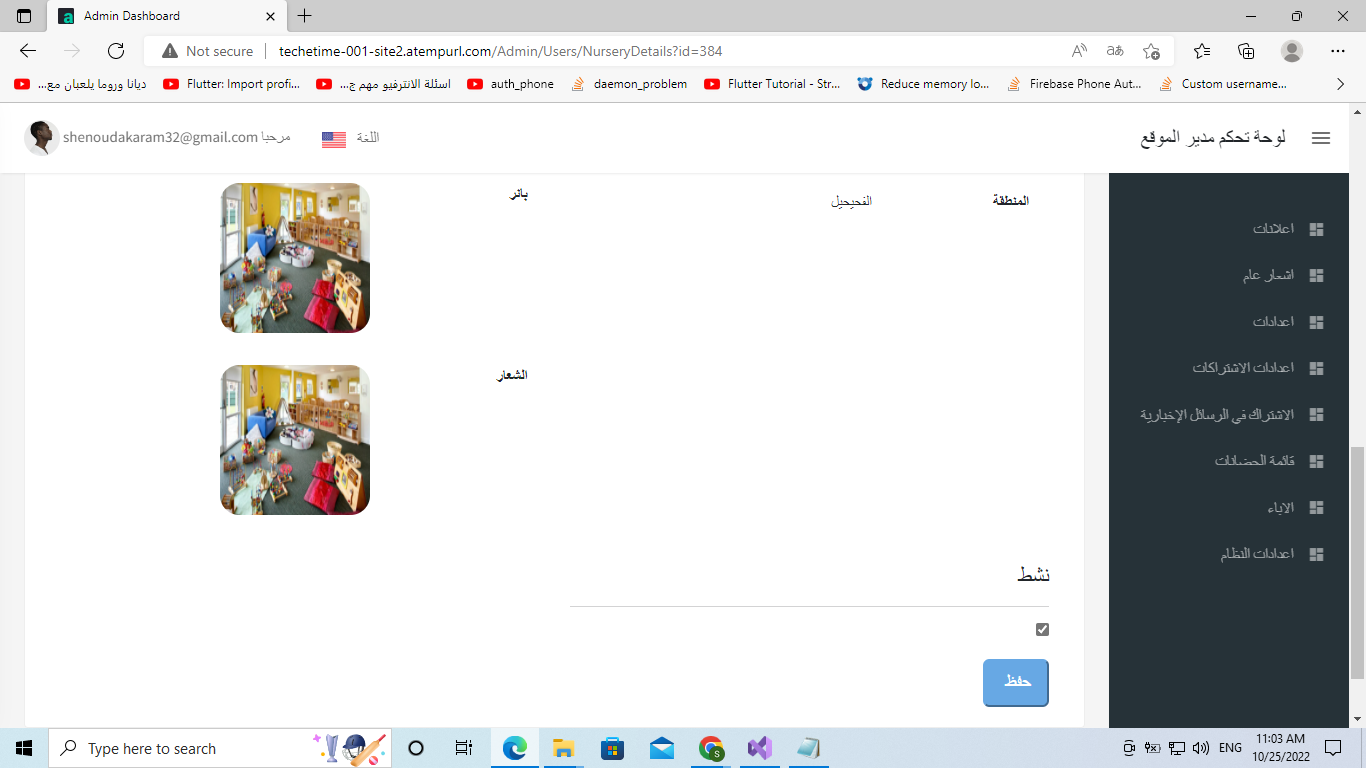 Admin Dashboard
Not secure
techetime-001-site2.atempurl.com/Admin/Users/NurseryDetails?id=384
ديانا وروما يلعبان مع...
Flutter: Import profi...
اسئلة الانترفيو مهم ج...
auth_phone
daemon_problem
Flutter Tutorial - Str...
Reduce memory lo...
Firebase Phone Aut...
Custom username...
لوحة تحكم مدير الموقع
اللغة
مرحبا shenoudakaram32@gmail.com
اعلانات
اشعار عام
اعدادات
اعدادات الاشتراكات
الاشتراك في الرسائل الإخبارية
قائمة الحضانات
الاباء
اعدادات النظام
المنطقة
الفحيحيل
بانر
الشعار
نشط
حفظ
Type here to search
ENG
11:03 AM
10/25/2022